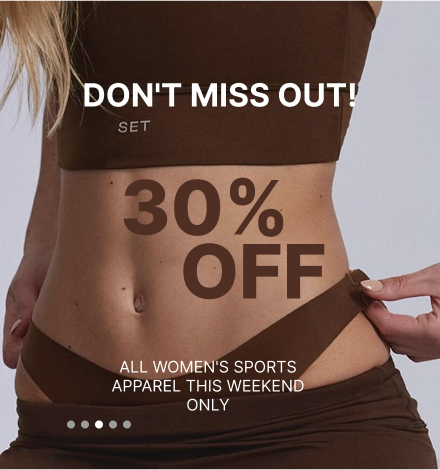 DON'T MISS OUT!
SET
30%
OFF
ALL WOMEN'S SPORTS
APPAREL THIS WEEKEND
ONLY